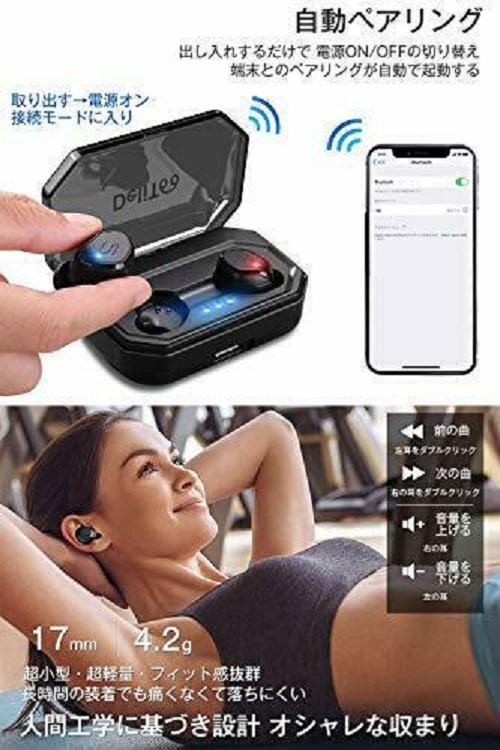 自動ペアリング
出し入れするだけで 電源ON/OFFの切り替え
端末とのペアリングが自動で起動する
取り出す→電源オン
接続モードに入り
DeliToo
前の曲
左耳をダブルクリック
次の曲
右の耳をダブルクリック
音量を
上げる
右の耳
音量を
下げる
左の耳
17mm 4.2g
超小型・超軽量・フィット感抜群
長時間の装着でも痛くなくて落ちにくい
人間工学に基づき設計 オシャレな収まり